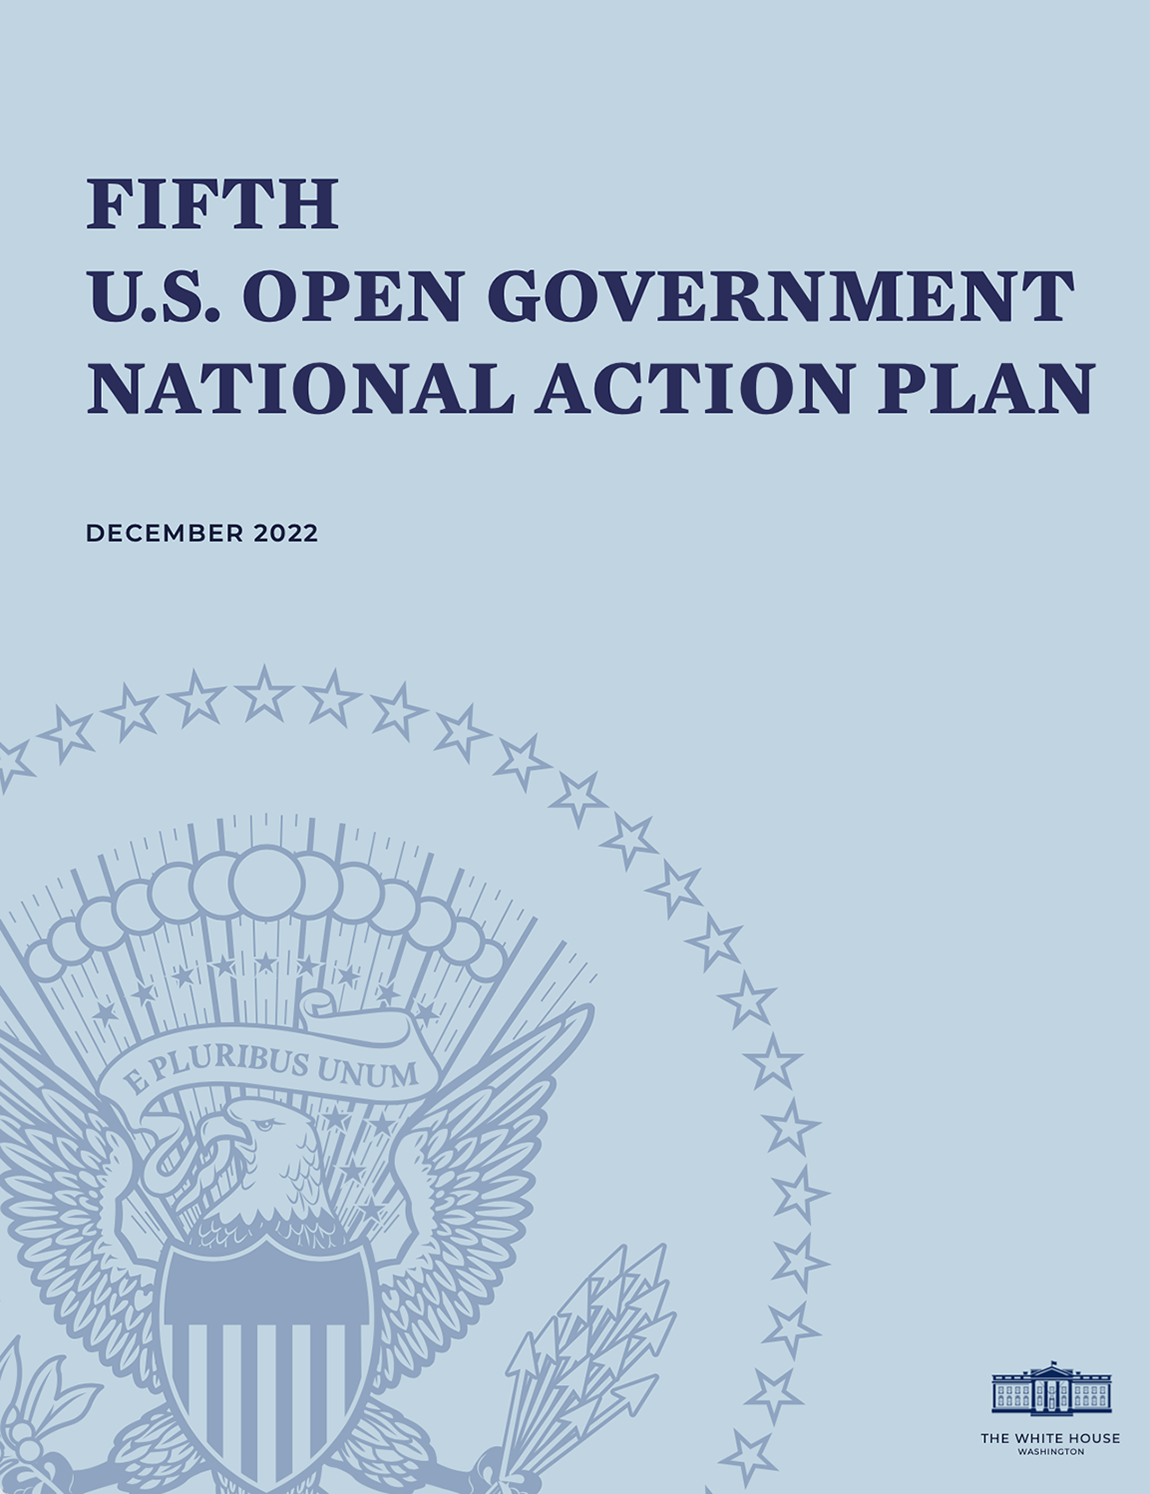 FIFTH
U.S. OPEN GOVERNMENT
NATIONAL ACTION PLAN
DECEMBER 2022
E PLURIBUS UNUM
THE WHITE HOUSE
WASHINGTON